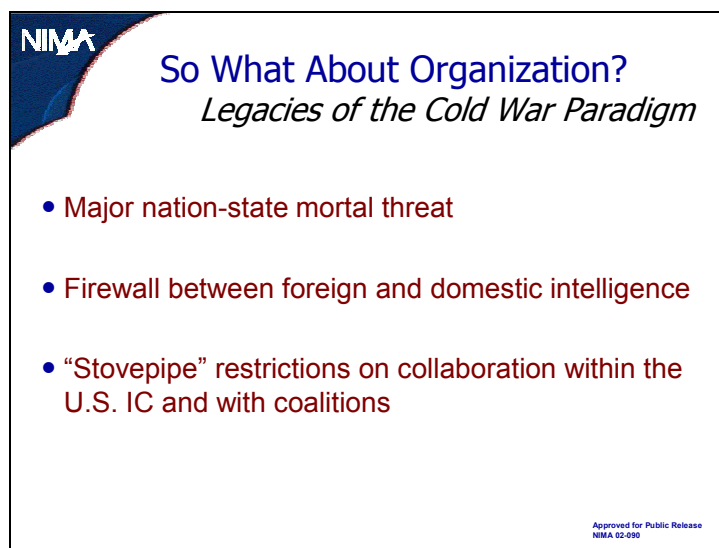 NIMA
So What About Organization?
Legacies of the Cold War Paradigm
• Major nation-state mortal threat
• Firewall between foreign and domestic intelligence
• “Stovepipe” restrictions on collaboration within the
U.S. IC and with coalitions
Approved for Public Release
NIMA 02-090